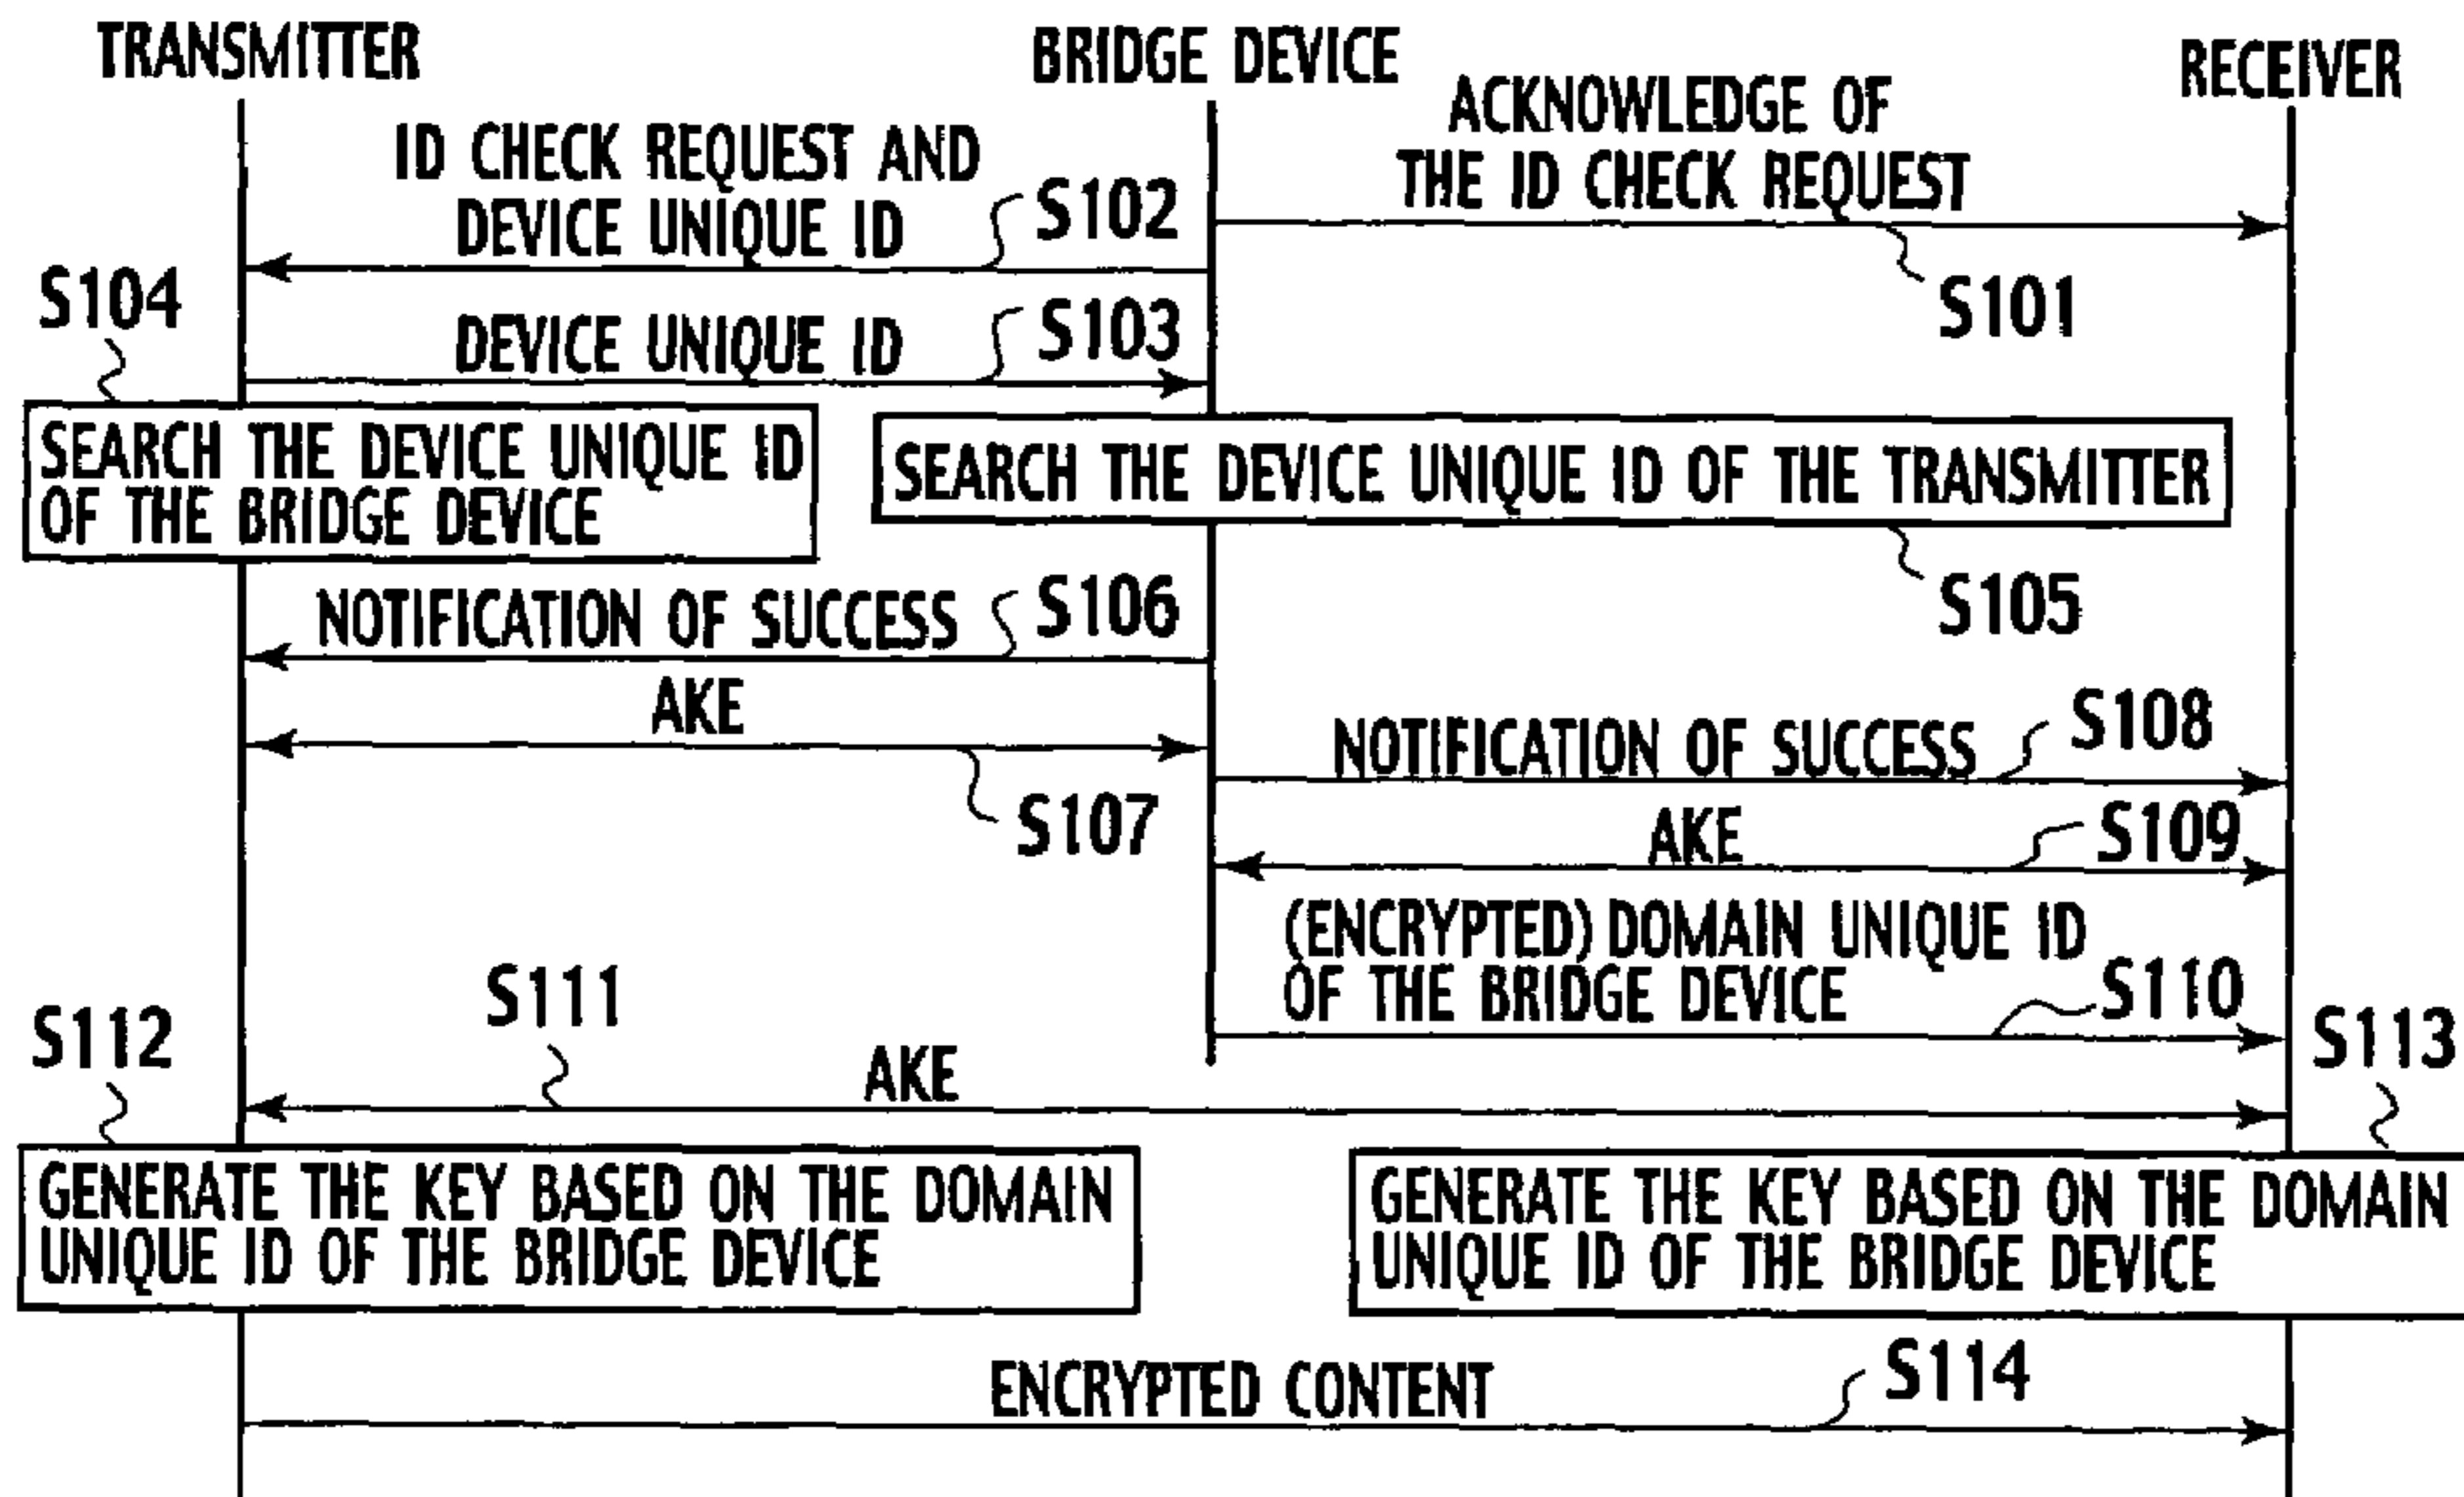 TRANSMITTER
BRIDGE DEVICE
RECEIVER
ACKNOWLEDGE OF
THE ID CHECK REQUEST
S101
ID CHECK REQUEST AND
DEVICE UNIQUE ID
S102
DEVICE UNIQUE ID
S103
S104
SEARCH THE DEVICE UNIQUE ID
OF THE BRIDGE DEVICE
SEARCH THE DEVICE UNIQUE ID OF THE TRANSMITTER
S105
NOTIFICATION OF SUCCESS
S106
AKE
S107
NOTIFICATION OF SUCCESS
S108
AKE
S109
(ENCRYPTED) DOMAIN UNIQUE ID
OF THE BRIDGE DEVICE
S110
S111
AKE
S112
GENERATE THE KEY BASED ON THE DOMAIN
UNIQUE ID OF THE BRIDGE DEVICE
S113
GENERATE THE KEY BASED ON THE DOMAIN
UNIQUE ID OF THE BRIDGE DEVICE
ENCRYPTED CONTENT
S114